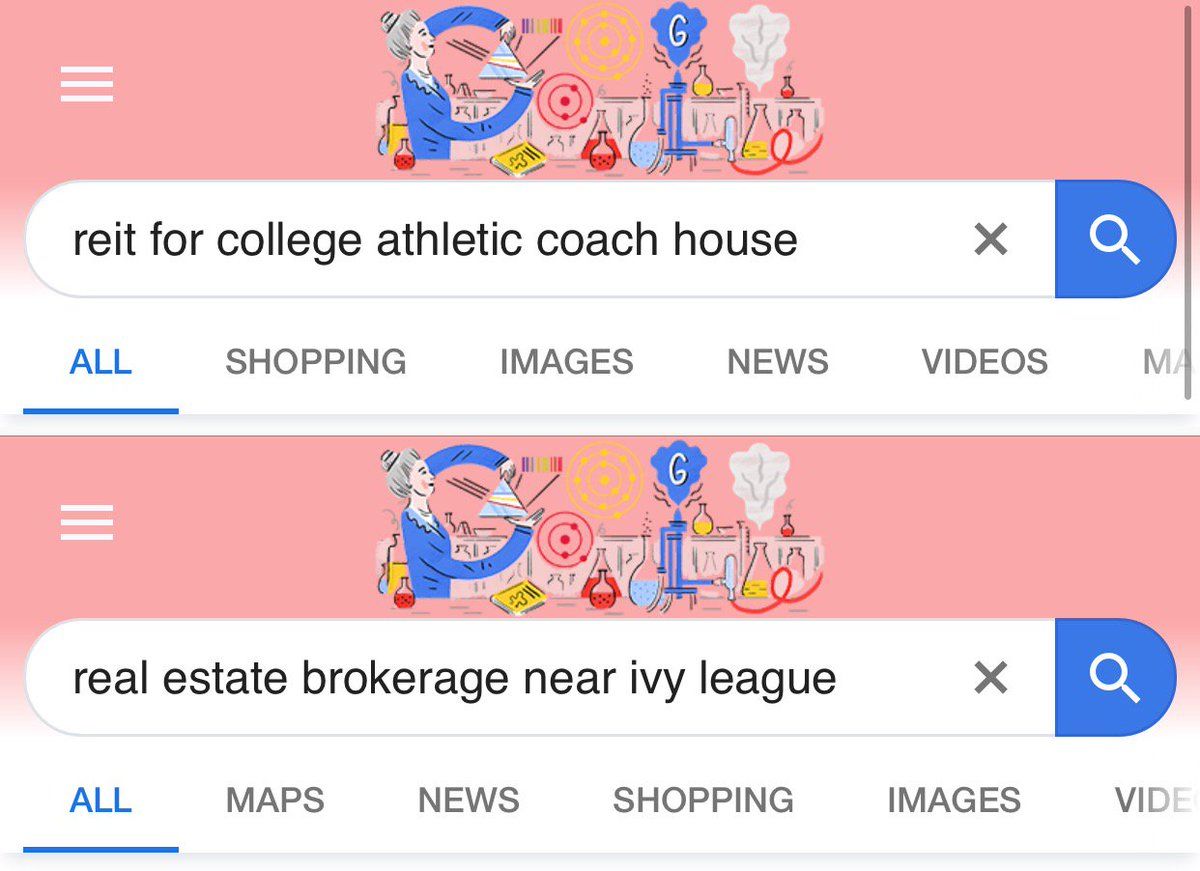 G
reit for college athletic coach house
ALL SHOPPING IMAGES NEWS VIDEOS MA
G
real estate brokerage near ivy league
ALL MAPS NEWS SHOPPING IMAGES VIDE